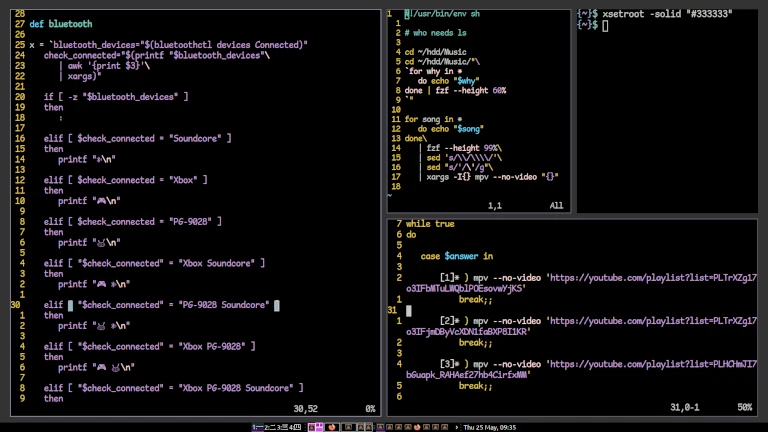 28
27 def bluetooth
26
25 x = `bluetooth_devices="$(bluetoothctl devices Connected)"
24 check_connected="$(printf "$bluetooth_devices"\
23 | awk '{print $3}'\
22 | xargs)"
21
20 if [ -z "$bluetooth_devices" ]
19 then
18 :
17
16 elif [ $check_connected = "Soundcore" ]
15 then
14 printf "\n"
13
12 elif [ $check_connected = "Xbox" ]
11 then
10 printf "🎮\n"
9
8 elif [ $check_connected = "PG-9028" ]
7 then
6 printf "\n"
5
4 elif [ "$check_connected" = "Xbox Soundcore" ]
3 then
2 printf "🎮 \n"
1
30 elif [ "$check_connected" = "PG-9028 Soundcore" ]
1 then
2 printf "\n"
3
4 elif [ "$check_connected" = "Xbox PG-9028" ]
5 then
6 printf "🎮 \n"
7
8 elif [ $check_connected = "Xbox PG-9028 Soundcore" ]
9 then
30,52 0%
1 #!/usr/bin/env sh
1
2 # who needs ls
3
4 cd ~/hdd/Music
5 cd ~/hdd/Music/"\
6 `for why in *
7 do echo "$why"
8 done | fzf --height 60%
9 `"
10
11 for song in *
12 do echo "$song"
13 done\
14 | fzf --height 99%\
15 | sed 's/\\/\\\\/'\
16 | sed "s/'/\'/g"\
17 | xargs -I{} mpv --no-video "{}"
18
~
1,1 All
{~}$ xsetroot -solid "#333333"
{~}$
7 while true
6 do
5
4 case $answer in
3
2 [1]* ) mpv --no-video 'https://youtube.com/playlist?list=PLTrXZg17
1 break;;
31
1 [2]* ) mpv --no-video 'https://youtube.com/playlist?list=PLTrXZg17
2 break;;
3
4 [3]* ) mpv --no-video 'https://youtube.com/playlist?list=PLHCHmJI7
5 break;;
6
31,0-1 50%
2:二 3:三 4:四
Thu 25 May, 09:35